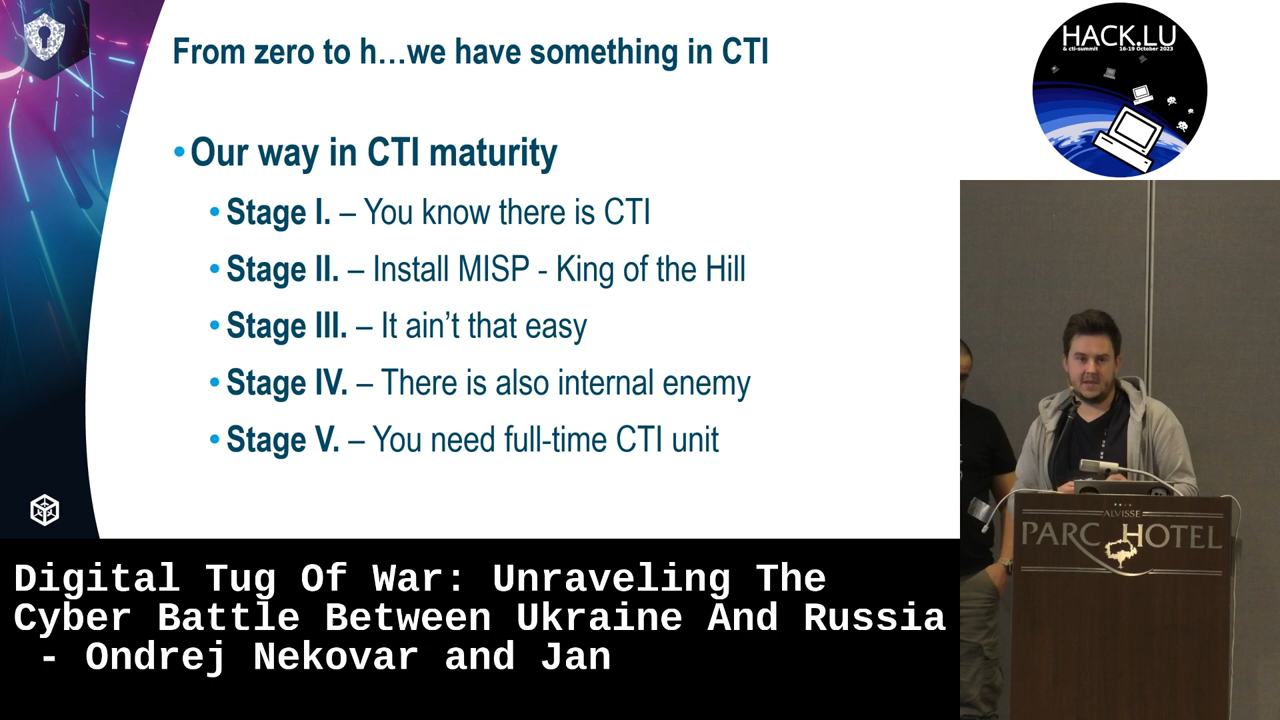 From zero to h…we have something in CTI
•Our way in CTI maturity
•Stage I. – You know there is CTI
•Stage II. – Install MISP - King of the Hill
•Stage III. – It ain’t that easy
•Stage IV. – There is also internal enemy
•Stage V. – You need full-time CTI unit
HACK.LU
& cti-summit 16-19 October 2023
ALVISSE
PARC HOTEL
Digital Tug Of War: Unraveling The
Cyber Battle Between Ukraine And Russia
- Ondrej Nekovar and Jan